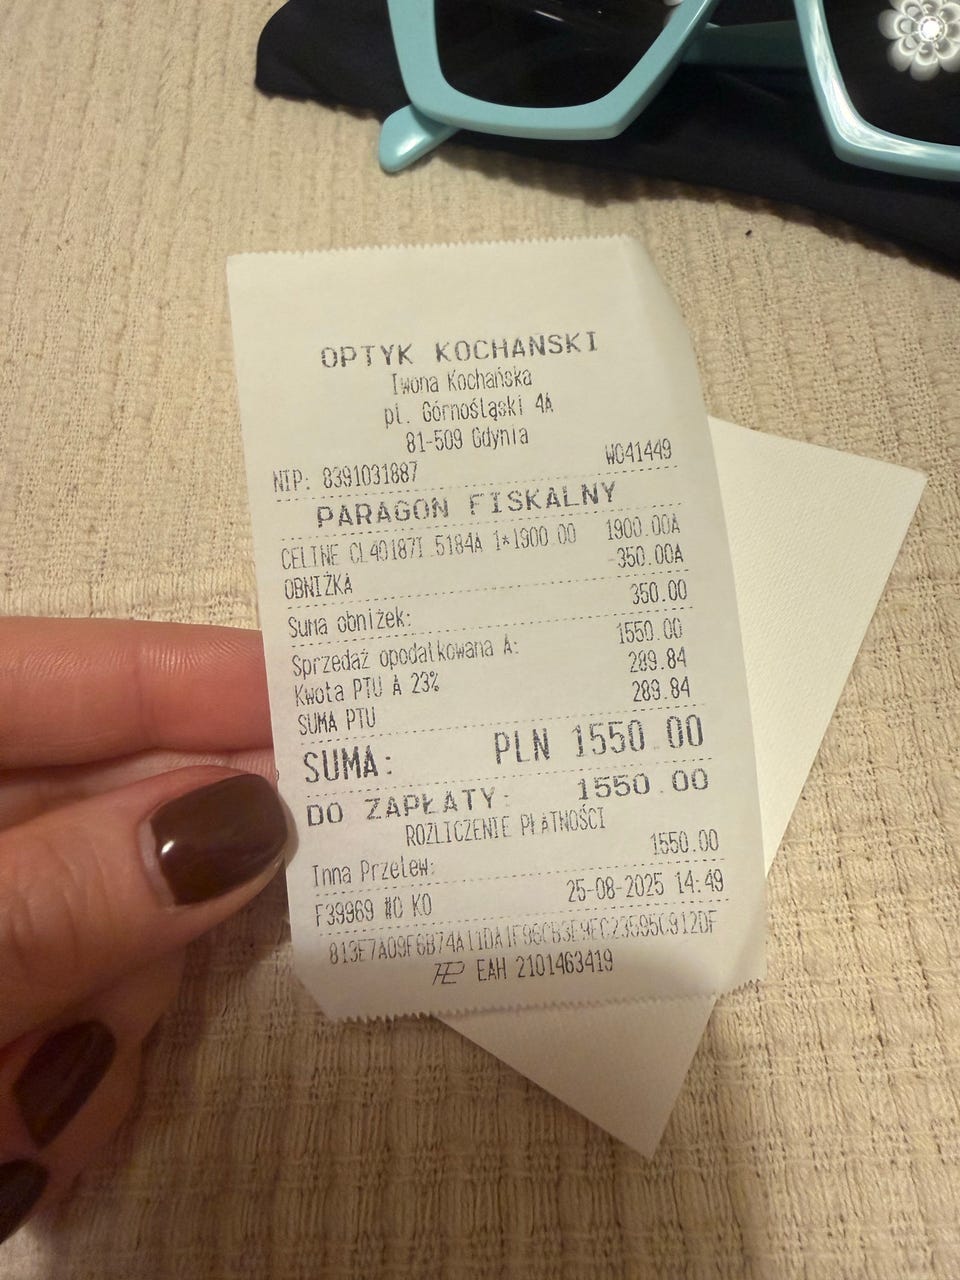 OPTYK KOCHAŃSKI
Iwona Kochańska
pl. Górnośląski 4A
81-509 Gdynia
NIP: 8391031887 W041449
PARAGON FISKALNY
CELINE CL40187I 5184A 1*1900.00 1900.00A
OBNIŻKA -350.00A
Suma obniżek: 350.00
Sprzedaż opodatkowana A: 1550.00
Kwota PTU A 23% 289.84
SUMA PTU 289.84
SUMA: PLN 1550.00
DO ZAPŁATY: 1550.00
ROZLICZENIE PŁATNOŚCI
Inna Przelew: 1550.00
F39969 #0 KO 25-08-2025 14:49
EAH 2101463419